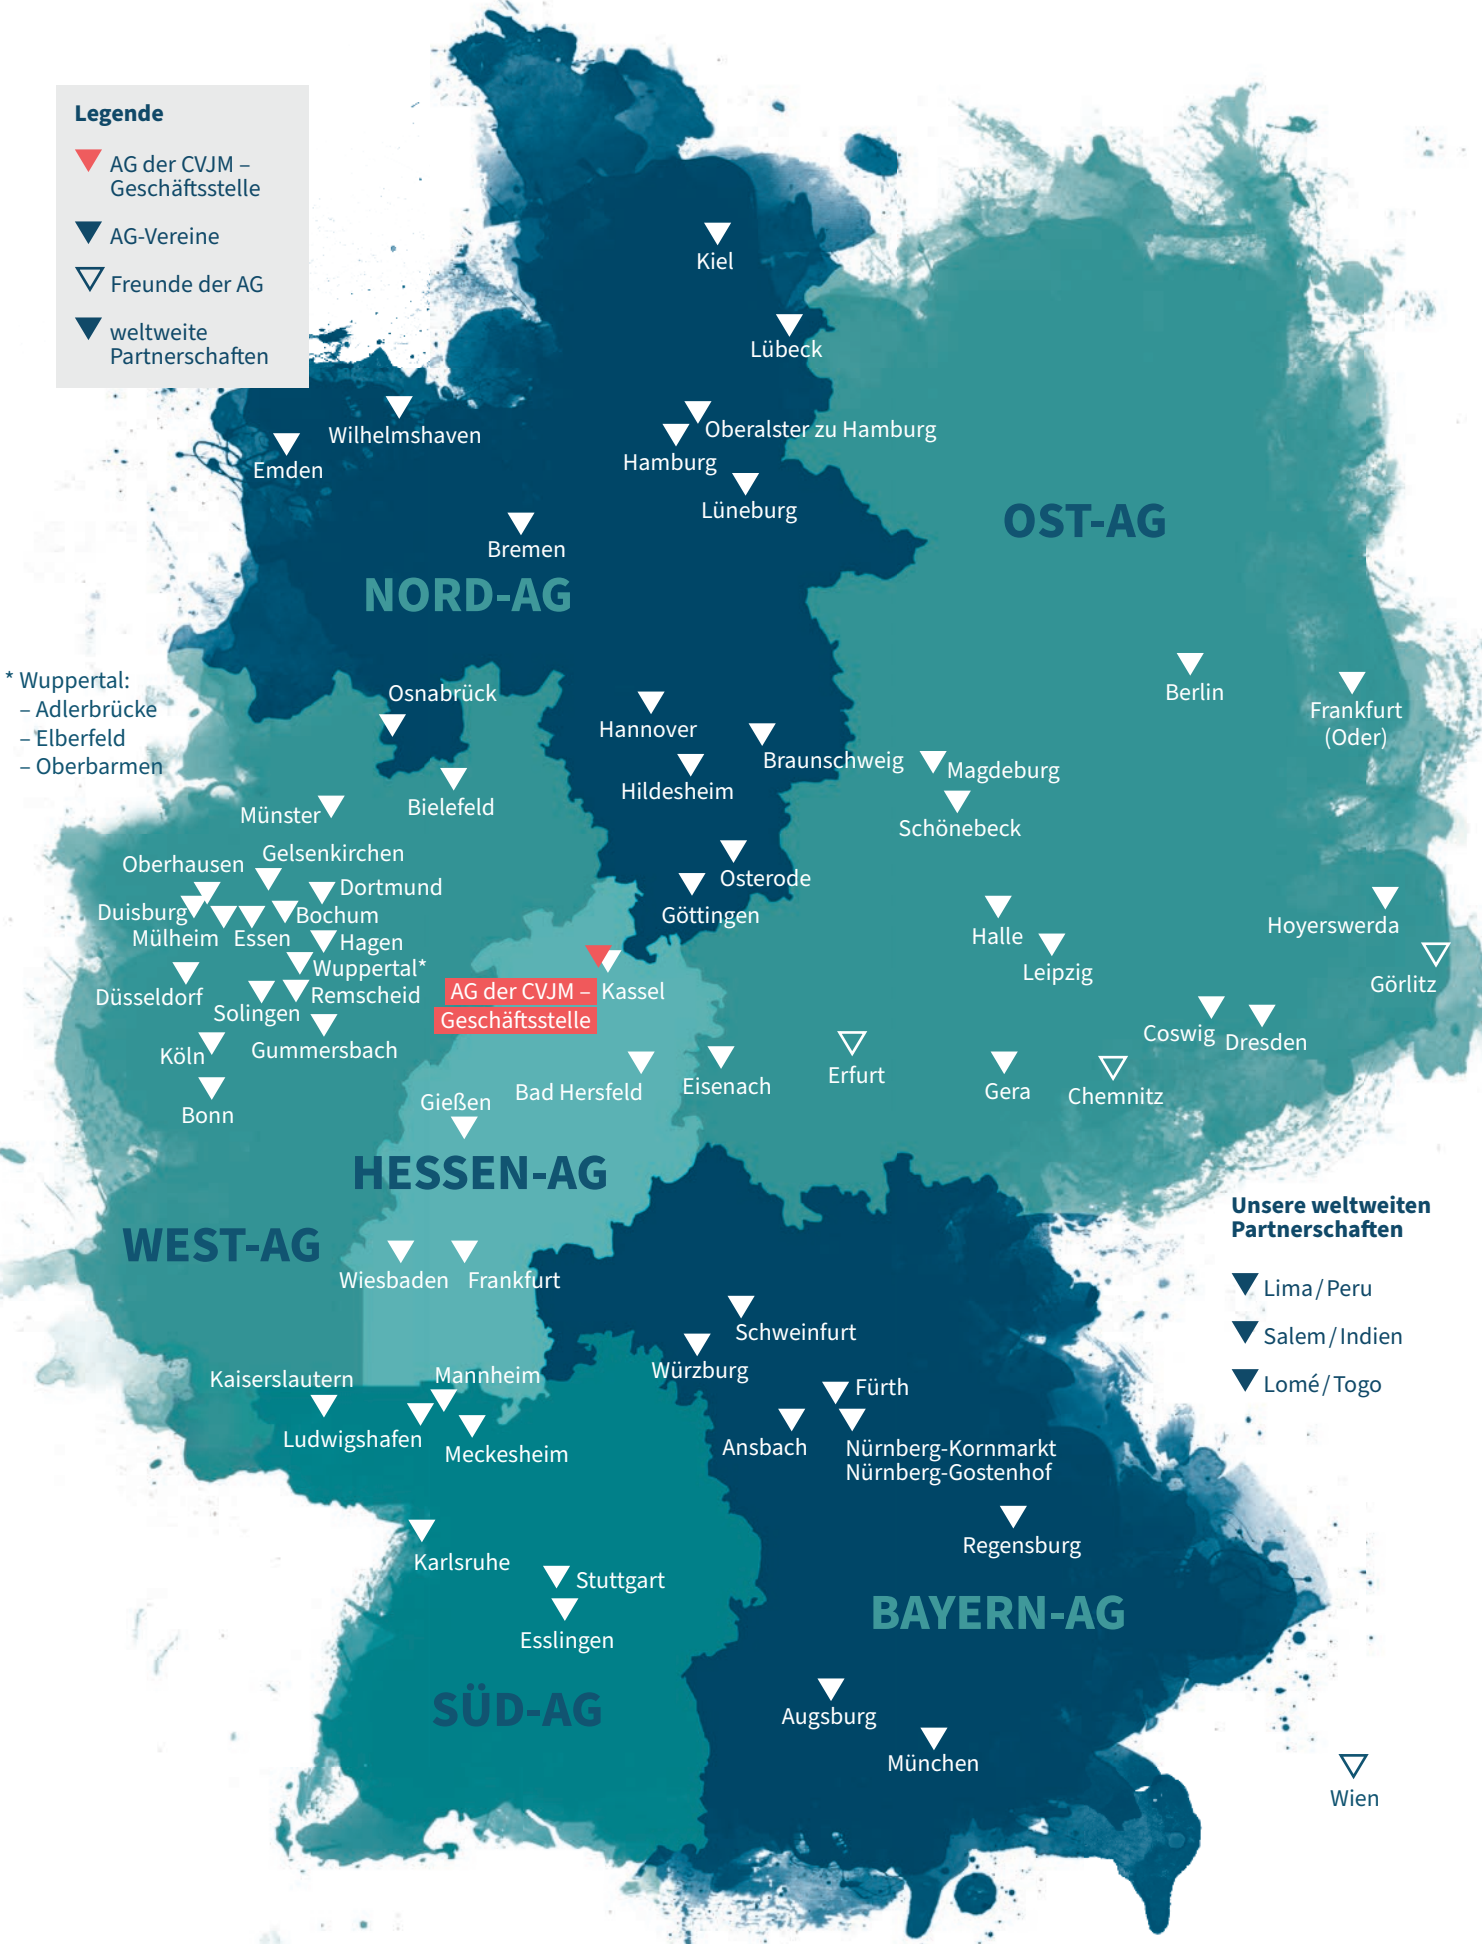 Legende
AG der CVJM –
Geschäftsstelle
AG-Vereine
Freunde der AG
weltweite
Partnerschaften
Kiel
Lübeck
Wilhelmshaven
Oberalster zu Hamburg
Emden
Hamburg
Lüneburg
Bremen
OST-AG
NORD-AG
* Wuppertal:
– Adlerbrücke
– Elberfeld
– Oberbarmen
Osnabrück
Berlin
Frankfurt
(Oder)
Hannover
Braunschweig
Magdeburg
Hildesheim
Bielefeld
Münster
Schönebeck
Gelsenkirchen
Oberhausen
Dortmund
Osterode
Duisburg
Bochum
Göttingen
Mülheim
Essen
Hagen
Halle
Hoyerswerda
Wuppertal*
Leipzig
Görlitz
Düsseldorf
Remscheid
AG der CVJM –
Geschäftsstelle
Kassel
Solingen
Coswig
Dresden
Köln
Gummersbach
Bad Hersfeld
Eisenach
Erfurt
Gera
Chemnitz
Bonn
Gießen
HESSEN-AG
WEST-AG
Wiesbaden
Frankfurt
Unsere weltweiten
Partnerschaften
Lima / Peru
Salem / Indien
Lomé / Togo
Schweinfurt
Würzburg
Kaiserslautern
Mannheim
Fürth
Ludwigshafen
Meckesheim
Ansbach
Nürnberg-Kornmarkt
Nürnberg-Gostenhof
Regensburg
Karlsruhe
Stuttgart
Esslingen
BAYERN-AG
SÜD-AG
Augsburg
München
Wien